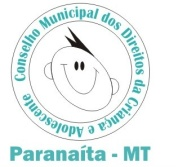 Conselho Municipal dos Direitos da Criança e Adolescente
Paranaíta - MT